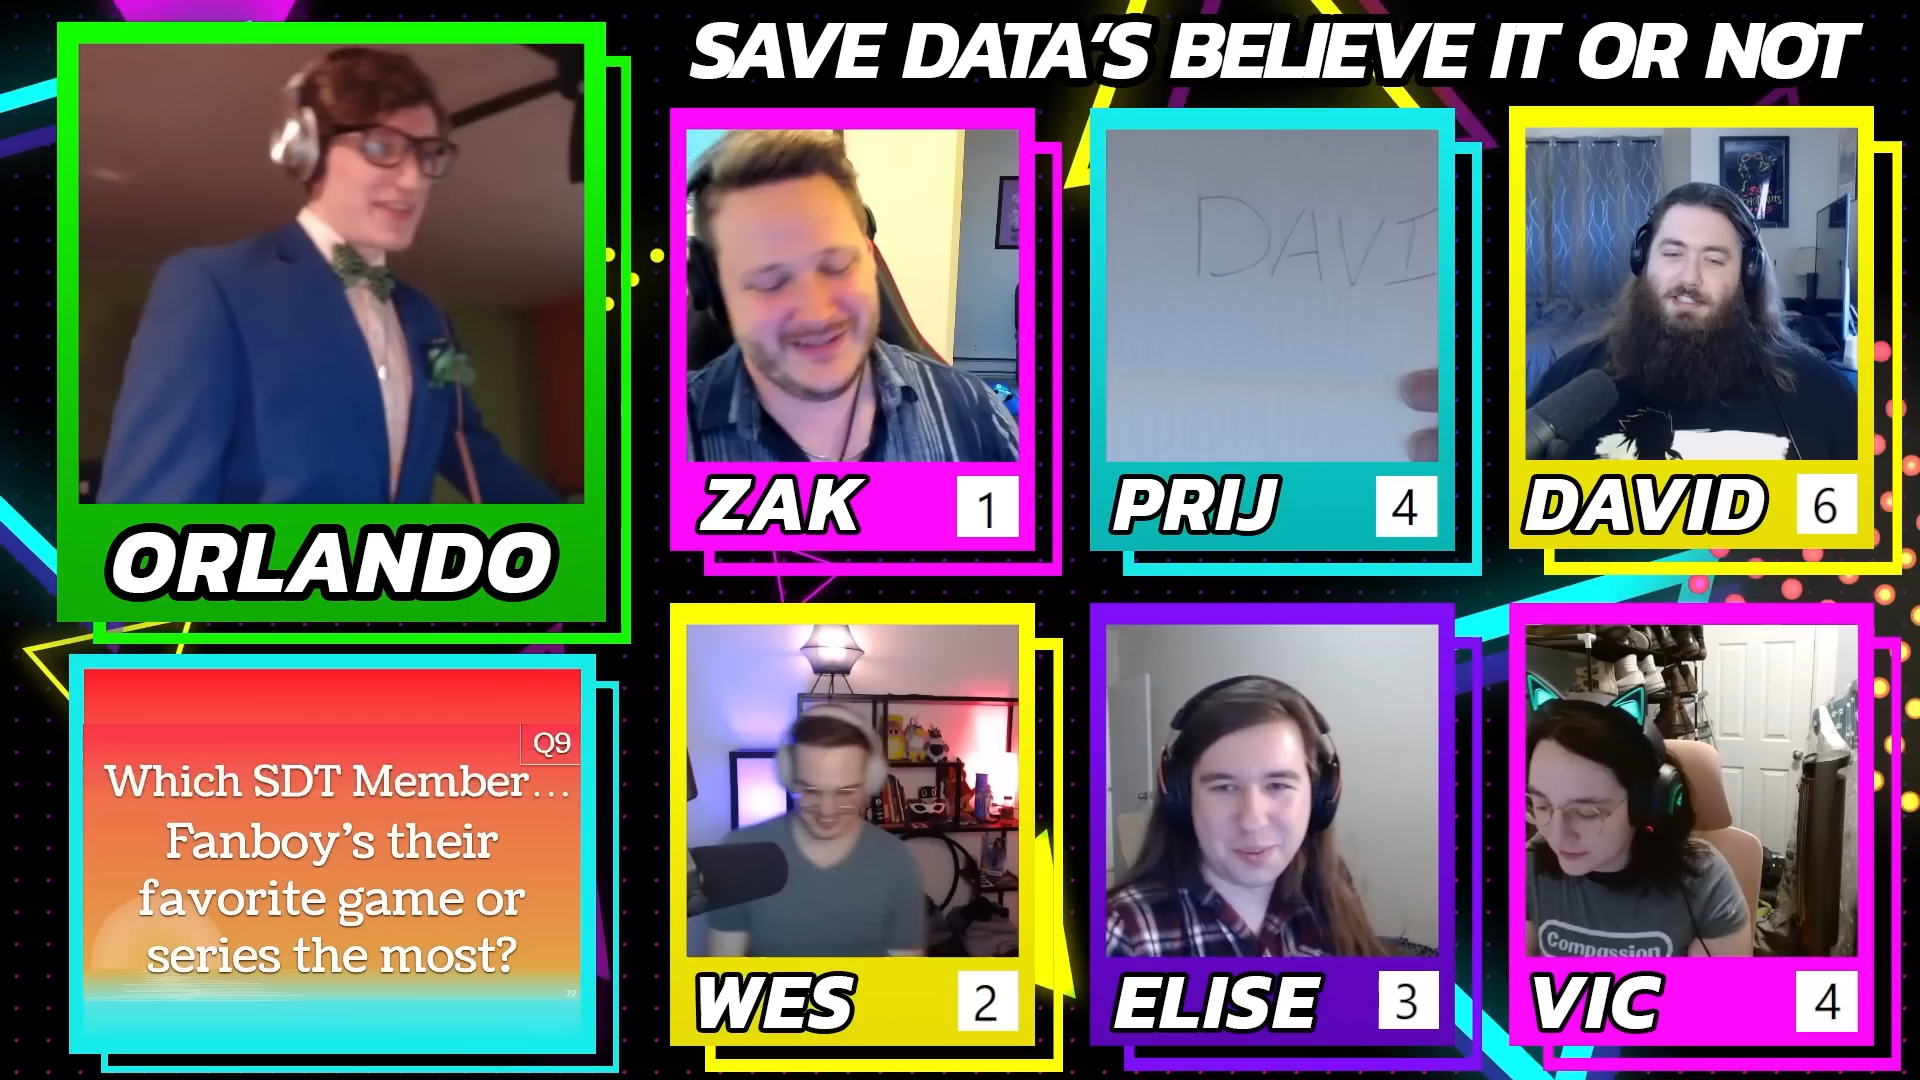 SAVE DATA'S BELIEVE IT OR NOT
ORLANDO
ZAK 1
DAVI
PRIJ 4
DAVID 6
Q9
Which SDT Member...
Fanboy's their
favorite game or
series the most?
22
WES 2
ELISE 3
Compassion
VIC 4